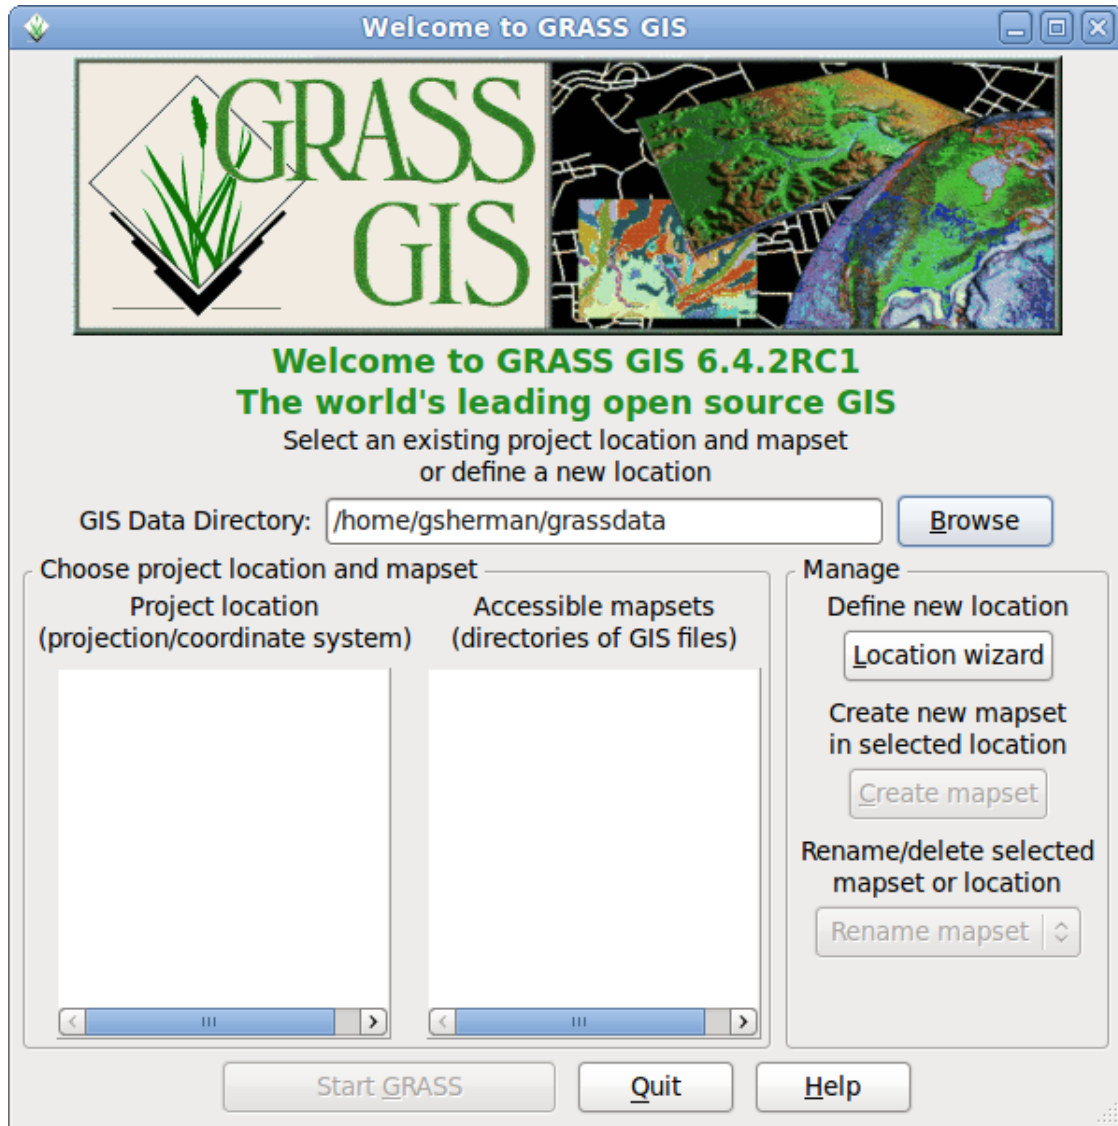 Welcome to GRASS GIS
GRASS
GIS
Welcome to GRASS GIS 6.4.2RC1
The world's leading open source GIS
Select an existing project location and mapset
or define a new location
GIS Data Directory: /home/gsherman/grassdata Browse
Choose project location and mapset
Project location
(projection/coordinate system)
Accessible mapsets
(directories of GIS files)
Manage
Define new location
Location wizard
Create new mapset
in selected location
Create mapset
Rename/delete selected
mapset or location
Rename mapset
Start GRASS Quit Help